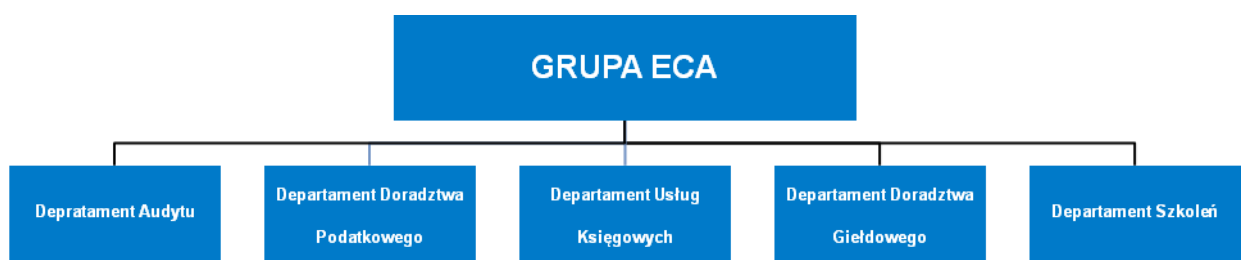 GRUPA ECA
Depratament Audytu
Departament Doradztwa
Podatkowego
Departament Usług
Księgowych
Departament Doradztwa
Giełdowego
Departament Szkoleń